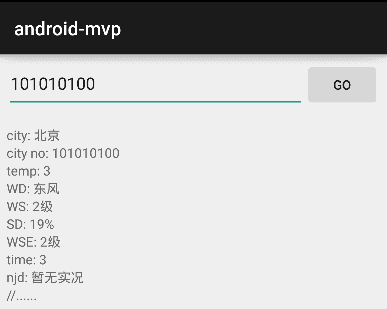 android-mvp
101010100
GO
city: 北京
city no: 101010100
temp: 3
WD: 东风
WS: 2级
SD: 19%
WSE: 2级
time: 3
njd: 暂无实况
//......